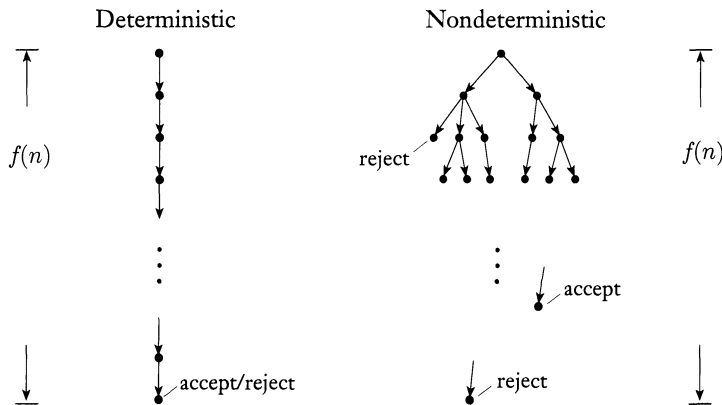 Deterministic
Nondeterministic
f(n)
reject
f(n)
accept
accept/reject
reject